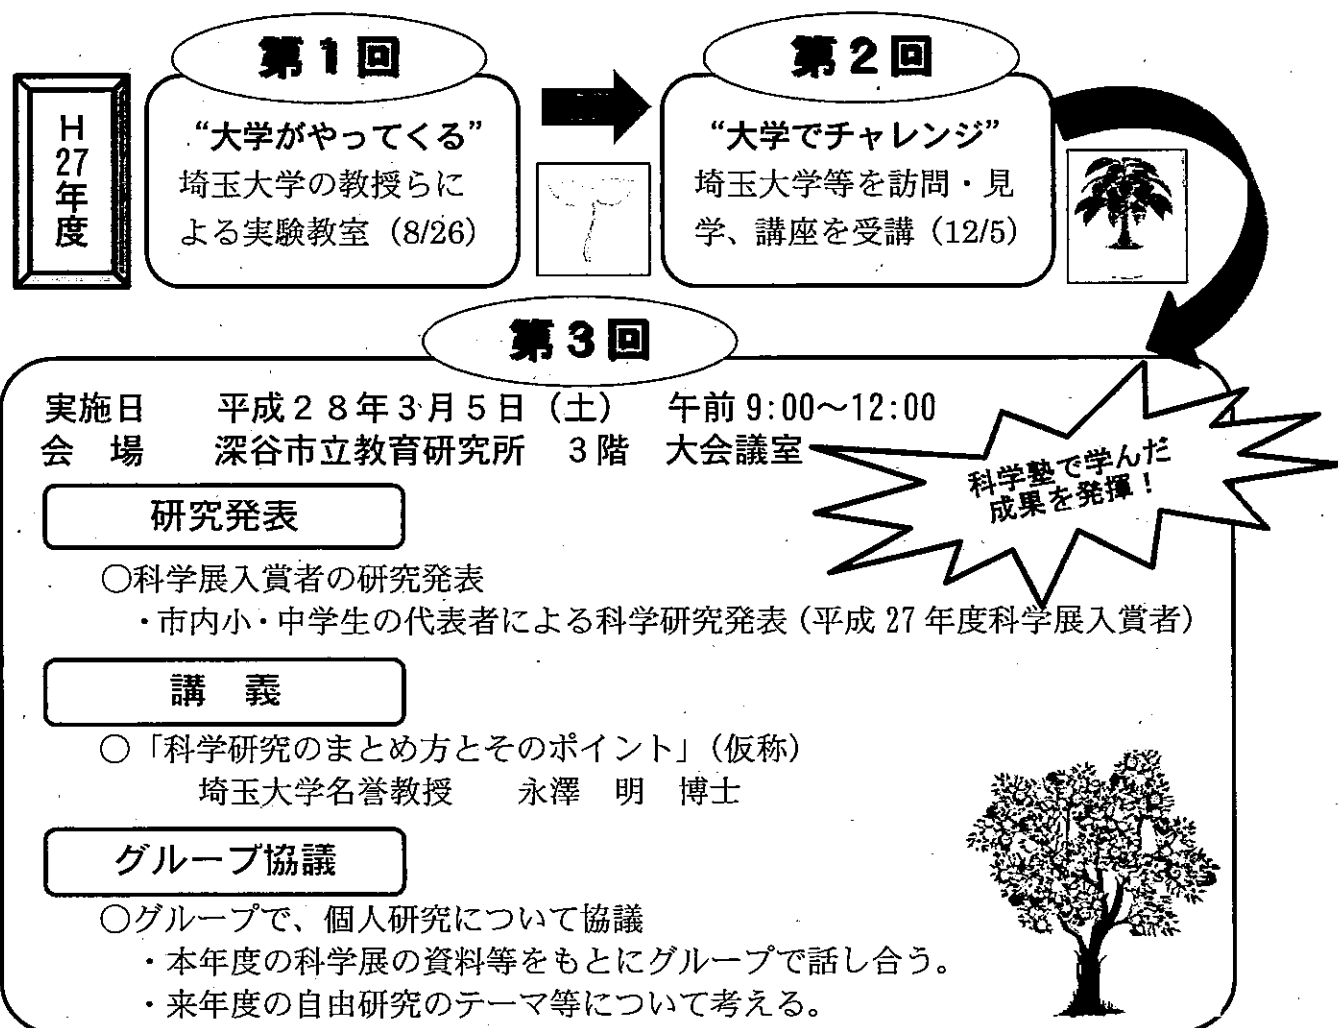 H27年度
第1回
“大学がやってくる”
埼玉大学の教授らに
よる実験教室（8/26）
第2回
“大学でチャレンジ”
埼玉大学等を訪問・見
学、講座を受講（12/5）
第3回
実施日　平成２８年３月５日（土）　午前 9:00～12:00
会　場　深谷市立教育研究所　３階　大会議室
科学塾で学んだ
成果を発揮！
研究発表
○科学展入賞者の研究発表
・市内小・中学生の代表者による科学研究発表（平成 27 年度科学展入賞者）
講　義
○「科学研究のまとめ方とそのポイント」（仮称）
埼玉大学名誉教授　永澤　明　博士
グループ協議
○グループで、個人研究について協議
・本年度の科学展の資料等をもとにグループで話し合う。
・来年度の自由研究のテーマ等について考える。